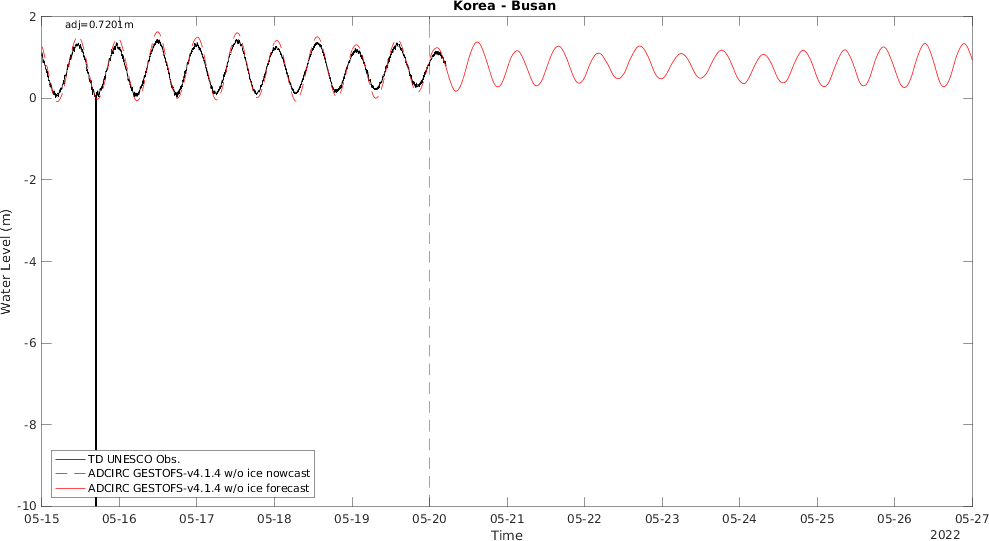 Korea - Busan
adj=0.7201m
2
0
-2
-4
-6
-8
-10
Water Level (m)
TD UNESCO Obs.
ADCIRC GESTOFS-v4.1.4 w/o ice nowcast
ADCIRC GESTOFS-v4.1.4 w/o ice forecast
05-15 05-16 05-17 05-18 05-19 05-20 05-21 05-22 05-23 05-24 05-25 05-26 05-27
Time
2022